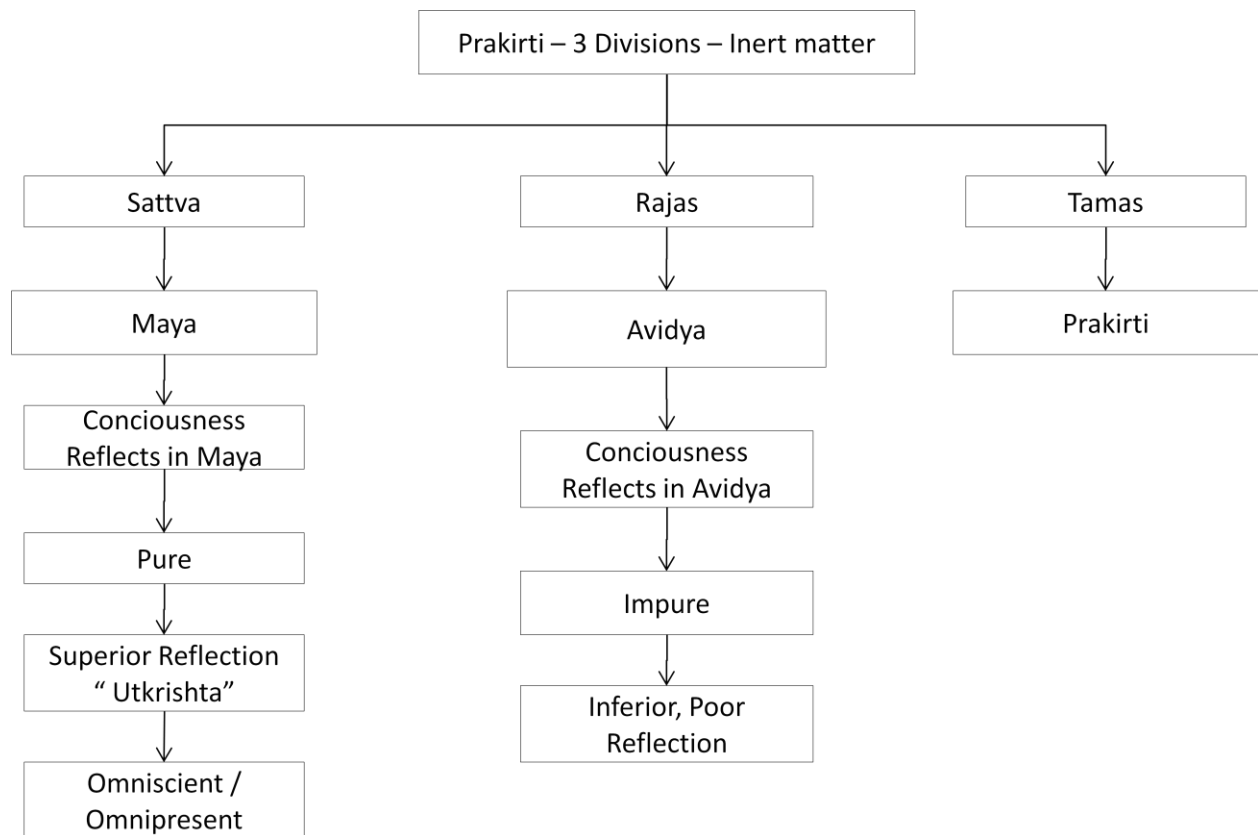 Prakirti – 3 Divisions – Inert matter
Sattva
Rajas
Tamas
Maya
Avidya
Prakirti
Conciousness
Reflects in Maya
Conciousness
Reflects in Avidya
Pure
Impure
Superior Reflection
“ Utkrishta”
Inferior, Poor
Reflection
Omniscient /
Omnipresent